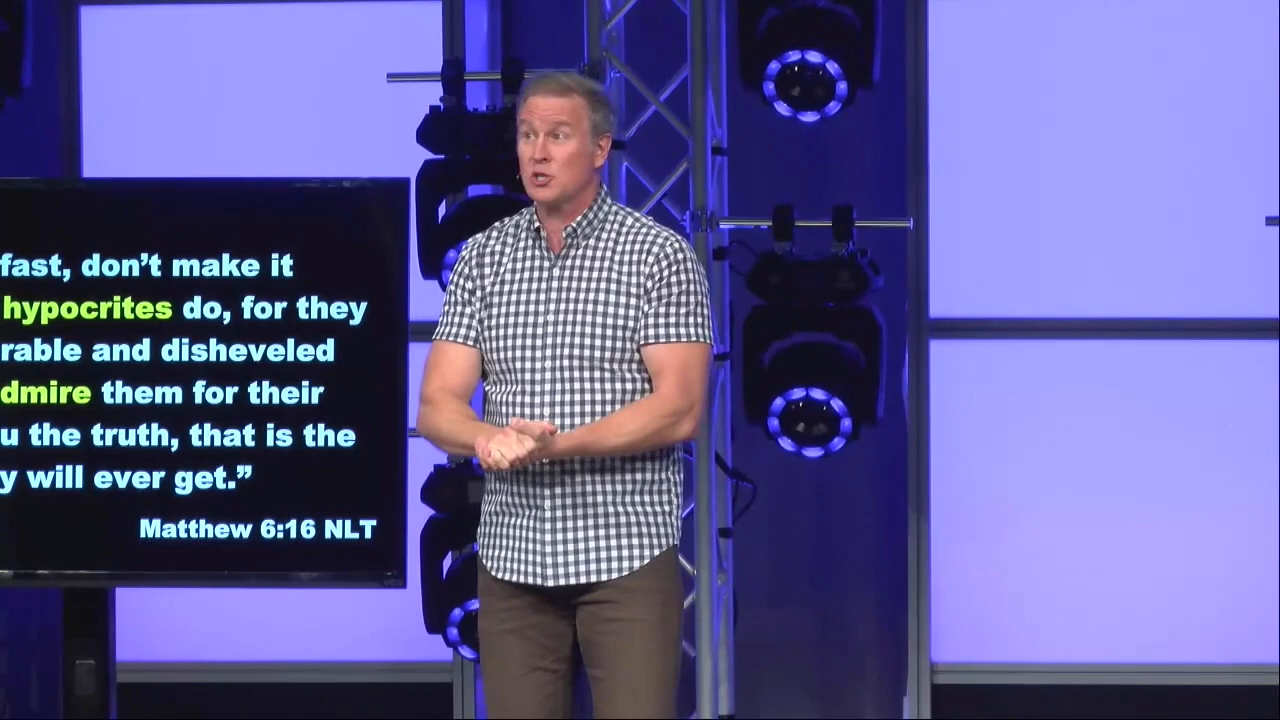 fast, don’t make it
hypocrites do, for they
rable and disheveled
dmire them for their
u the truth, that is the
y will ever get.”
Matthew 6:16 NLT